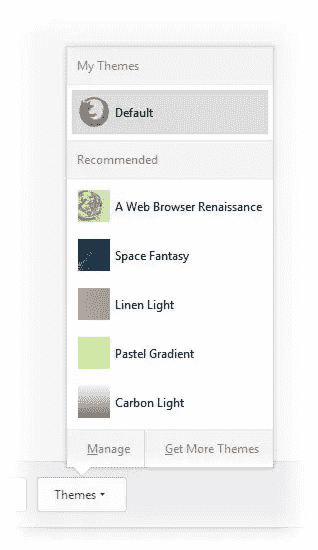 My Themes
Default
Recommended
A Web Browser Renaissance
Space Fantasy
Linen Light
Pastel Gradient
Carbon Light
Manage Get More Themes
Themes